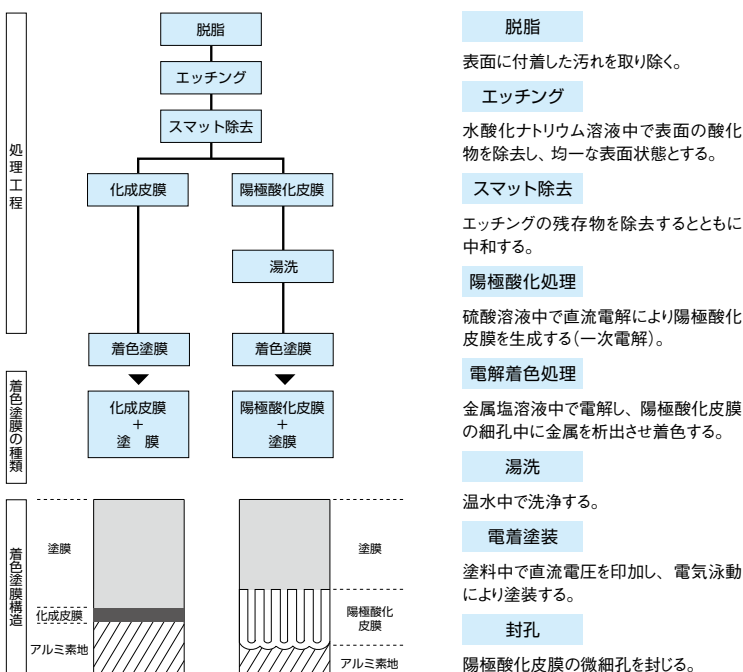 処理工程
脱脂
エッチング
スマット除去
化成皮膜
陽極酸化皮膜
湯洗
着色塗膜
着色塗膜
着色塗膜の種類
化成皮膜
+
塗　膜
陽極酸化皮膜
+
塗膜
着色塗膜構造
塗膜
化成皮膜
アルミ素地
塗膜
陽極酸化
皮膜
アルミ素地
脱脂
表面に付着した汚れを取り除く。
エッチング
水酸化ナトリウム溶液中で表面の酸化
物を除去し、均一な表面状態とする。
スマット除去
エッチングの残存物を除去するとともに
中和する。
陽極酸化処理
硫酸溶液中で直流電解により陽極酸化
皮膜を生成する（一次電解）。
電解着色処理
金属塩溶液中で電解し、陽極酸化皮膜
の細孔中に金属を析出させ着色する。
湯洗
温水中で洗浄する。
電着塗装
塗料中で直流電圧を印加し、電気泳動
により塗装する。
封孔
陽極酸化皮膜の微細孔を封じる。